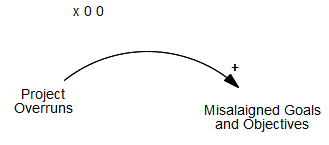 x 0 0
+
Project
Overruns
Misalaigned Goals
and Objectives